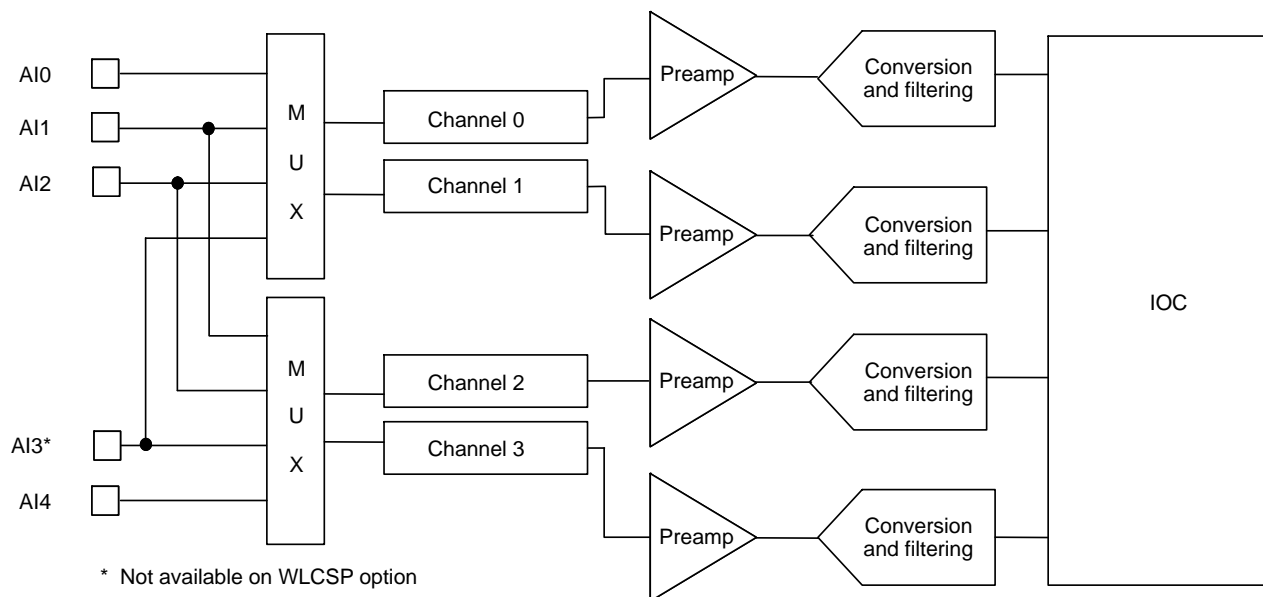 AI0
AI1
AI2
AI3*
AI4
M
U
X
M
U
X
Channel 0
Channel 1
Channel 2
Channel 3
Preamp
Preamp
Preamp
Preamp
Conversion
and filtering
Conversion
and filtering
Conversion
and filtering
Conversion
and filtering
IOC
* Not available on WLCSP option